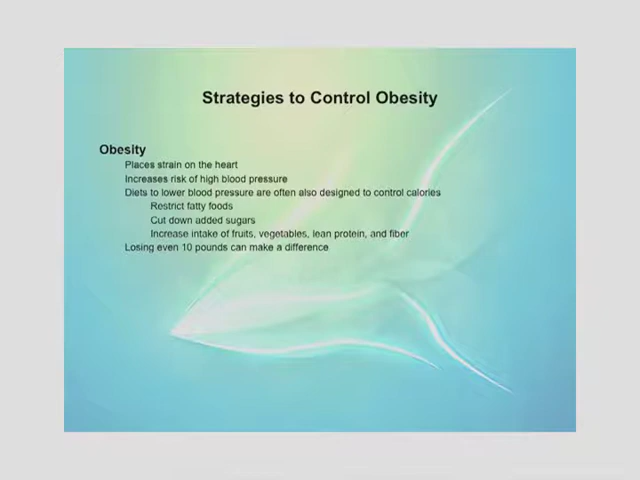 Strategies to Control Obesity
Obesity
Places strain on the heart
Increases risk of high blood pressure
Diets to lower blood pressure are often also designed to control calories
Restrict fatty foods
Cut down added sugars
Increase intake of fruits, vegetables, lean protein, and fiber
Losing even 10 pounds can make a difference